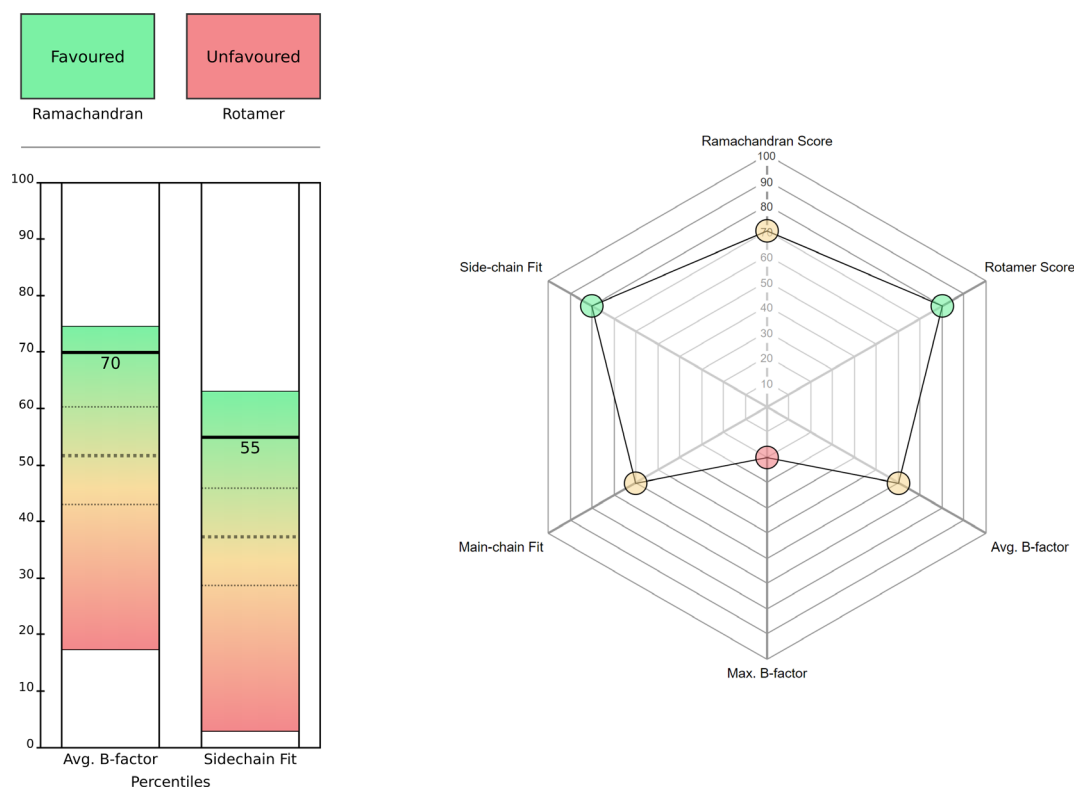 Favoured
Unfavoured
Ramachandran
Rotamer
100
90
80
70
60
50
40
30
20
10
0
70
55
Avg. B-factor
Sidechain Fit
Percentiles
Ramachandran Score
100
90
80
70
60
50
40
30
20
10
Side-chain Fit
Rotamer Score
Main-chain Fit
Avg. B-factor
Max. B-factor